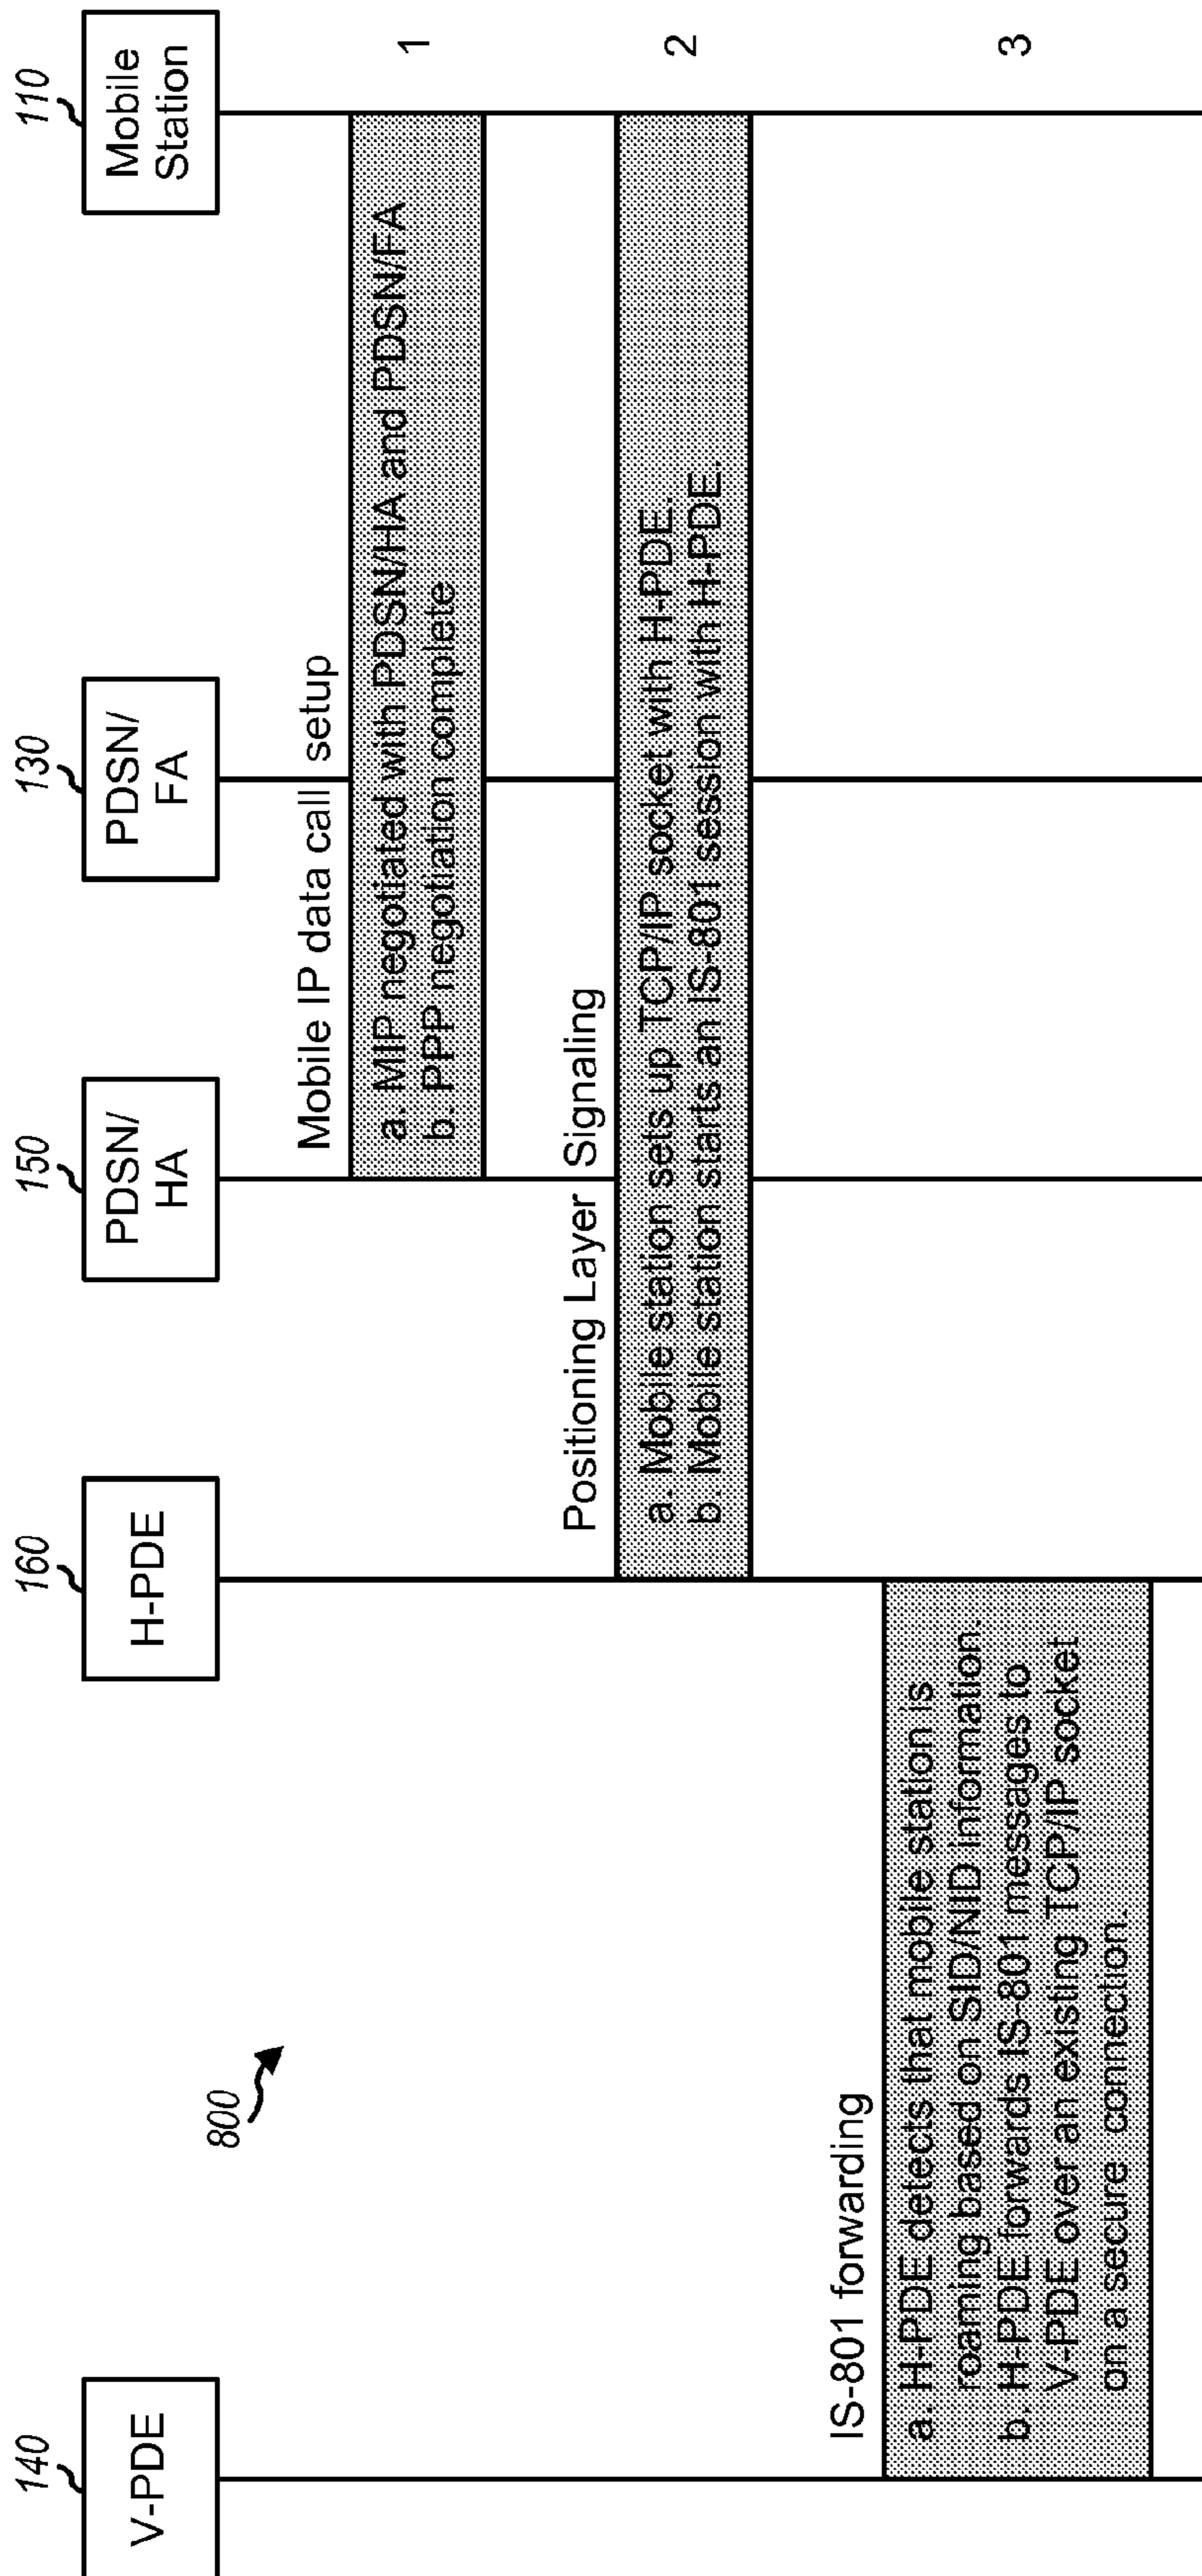 140
160
150
130
110
V-PDE
H-PDE
PDSN/
HA
PDSN/
FA
Mobile
Station
800
Mobile IP data call setup
a. MIP negotiated with PDSN/HA and PDSN/FA
b. PPP negotiation complete
1
Positioning Layer Signaling
a. Mobile station sets up TCP/IP socket with H-PDE.
b. Mobile station starts an IS-801 session with H-PDE.
2
IS-801 forwarding
a. H-PDE detects that mobile station is
roaming based on SID/NID information.
b. H-PDE forwards IS-801 messages to
V-PDE over an existing TCP/IP socket
on a secure connection.
3